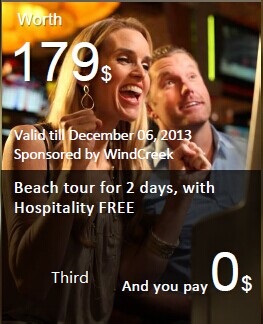 Worth
179$
Valid till December 06, 2013
Sponsored by WindCreek
Beach tour for 2 days, with
Hospitality FREE
Third
And you pay 0$